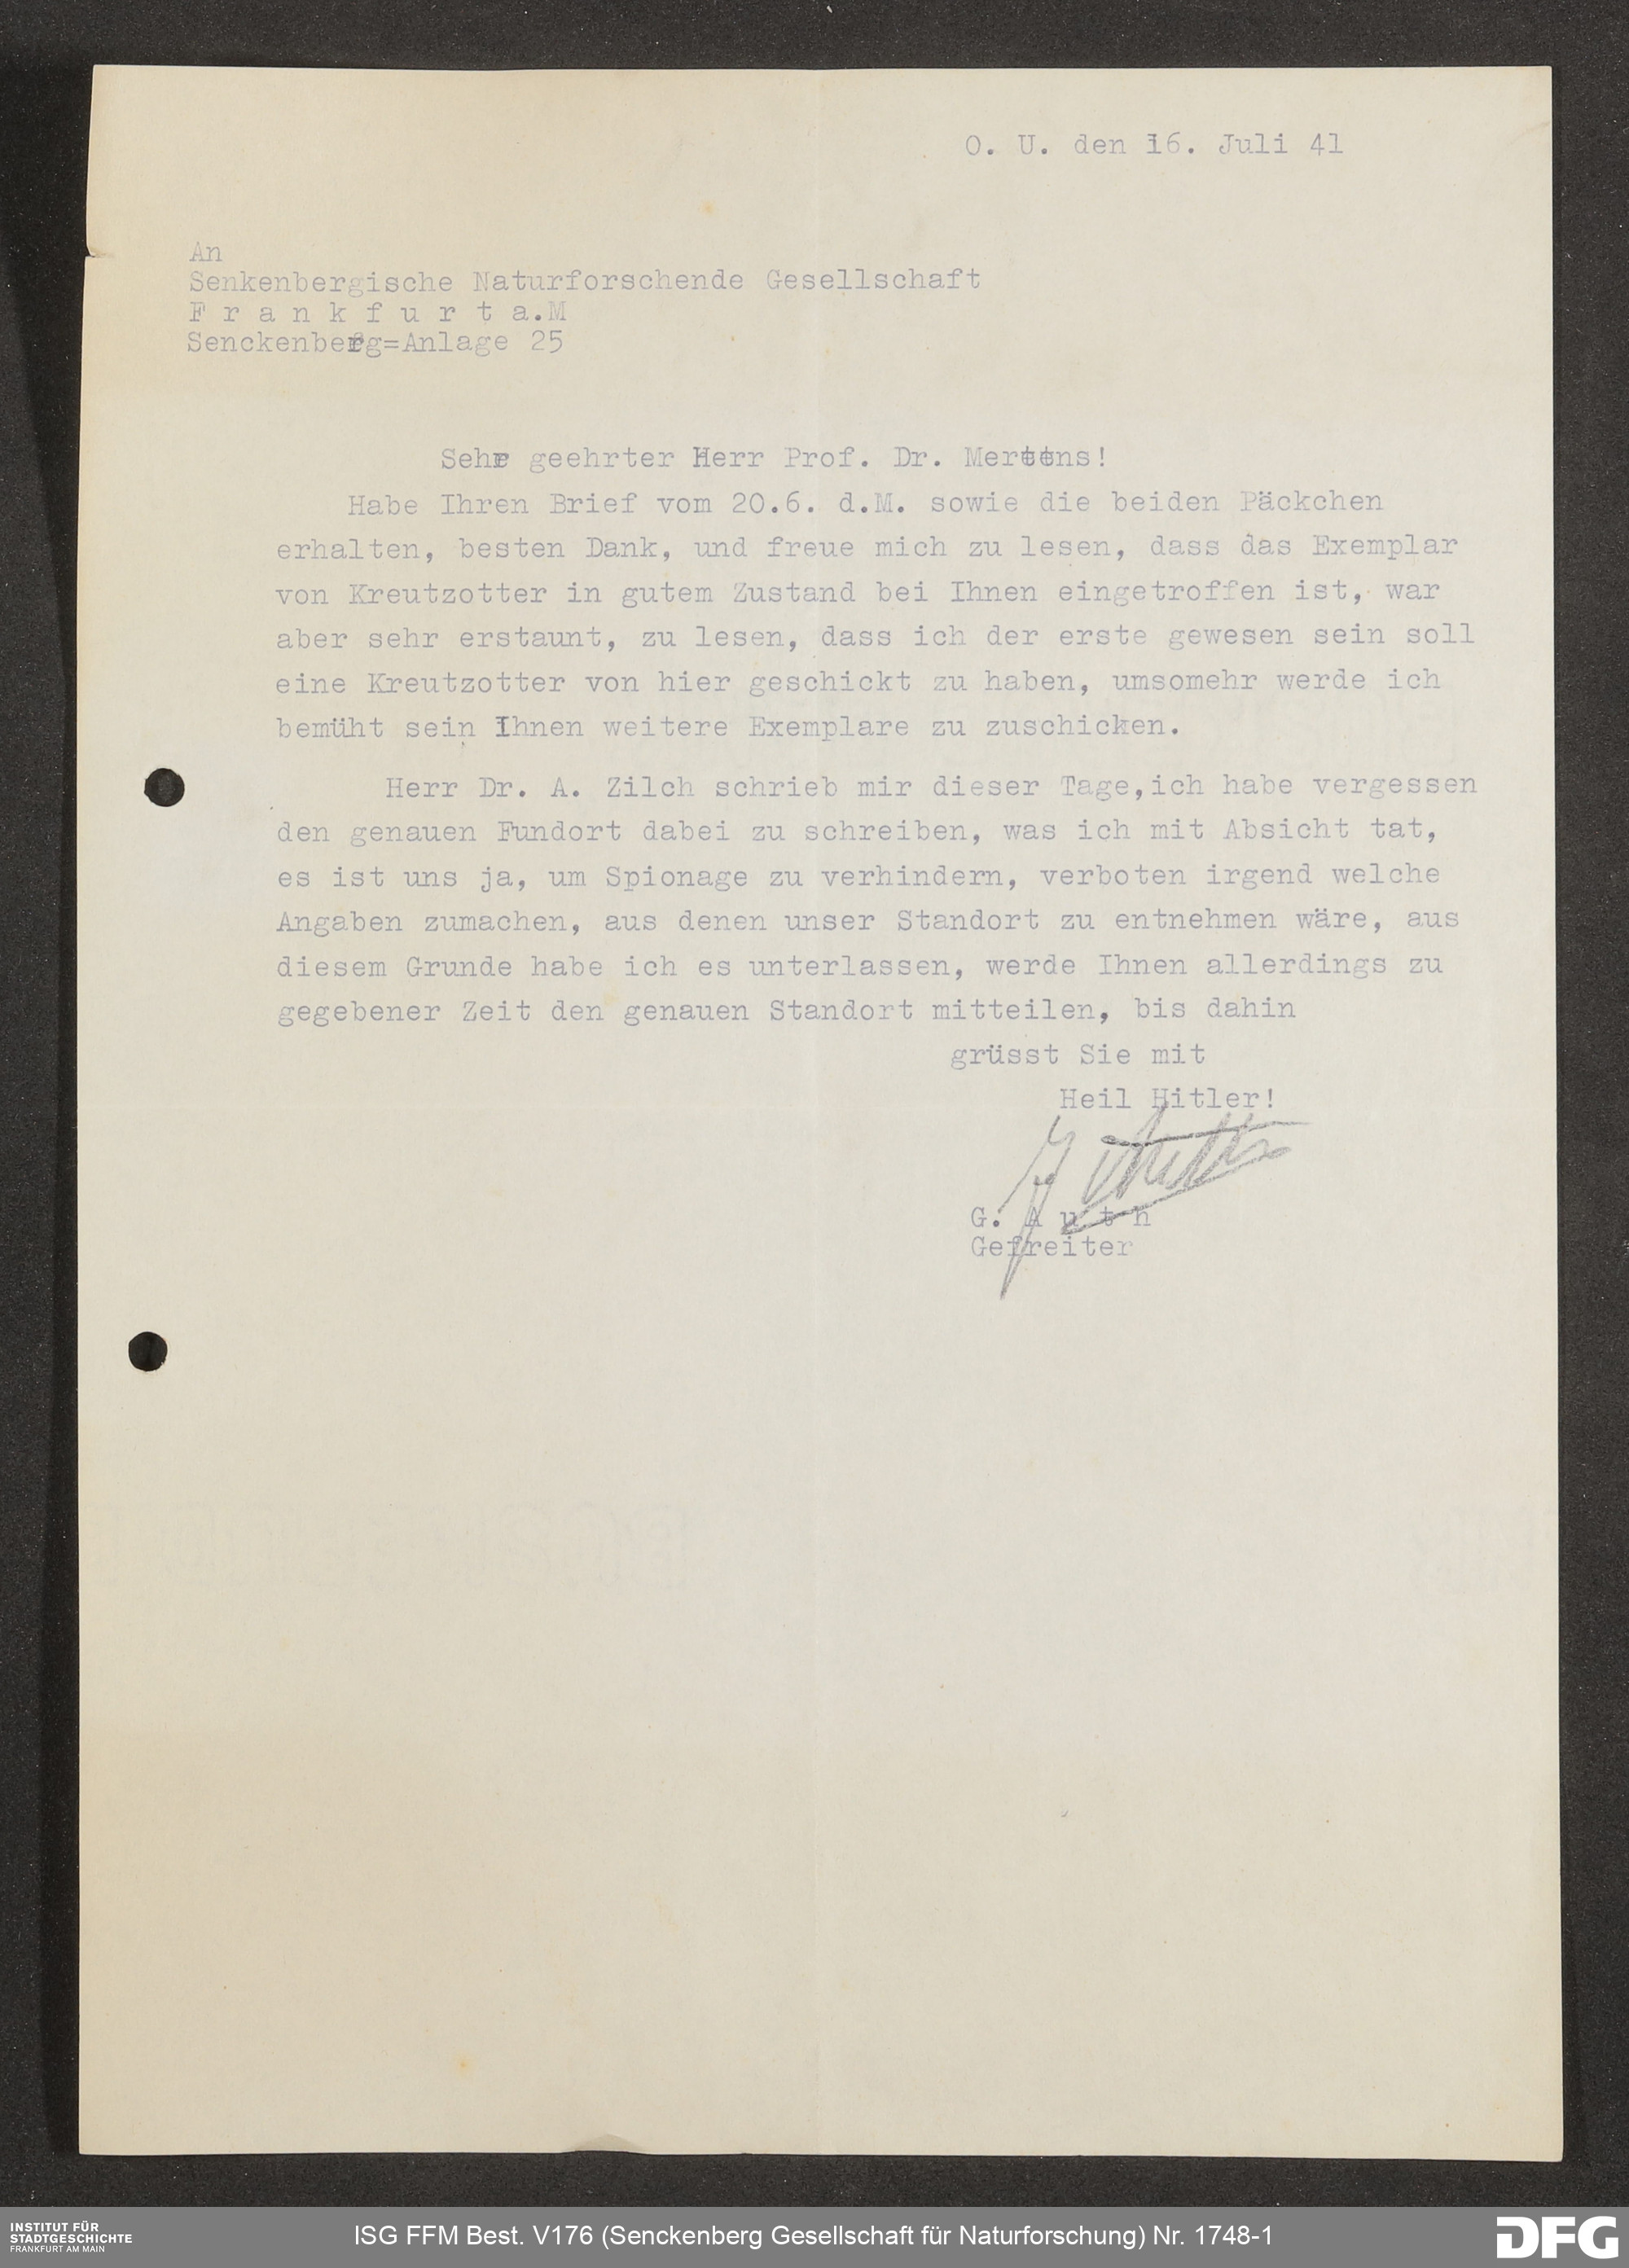 O. U. den 16. Juli 41
An
Senkenbergische Naturforschende Gesellschaft
F r a n k f u r t a.M
Senckenberg=Anlage 25
Sehr geehrter Herr Prof. Dr. Mertens!
Habe Ihren Brief vom 20.6. d.M. sowie die beiden Päckchen
erhalten, besten Dank, und freue mich zu lesen, dass das Exemplar
von Kreutzotter in gutem Zustand bei Ihnen eingetroffen ist, war
aber sehr erstaunt, zu lesen, dass ich der erste gewesen sein soll
eine Kreutzotter von hier geschickt zu haben, umsomehr werde ich
bemüht sein Ihnen weitere Exemplare zu zuschicken.
Herr Dr. A. Zilch schrieb mir dieser Tage,ich habe vergessen
den genauen Fundort dabei zu schreiben, was ich mit Absicht tat,
es ist uns ja, um Spionage zu verhindern, verboten irgend welche
Angaben zumachen, aus denen unser Standort zu entnehmen wäre, aus
diesem Grunde habe ich es unterlassen, werde Ihnen allerdings zu
gegebener Zeit den genauen Standort mitteilen, bis dahin
grüsst Sie mit
Heil Hitler!
G. A u t h
Gefreiter
INSTITUT FÜR
STADTGESCHICHTE
FRANKFURT AM MAIN
ISG FFM Best. V176 (Senckenberg Gesellschaft für Naturforschung) Nr. 1748-1
DFG